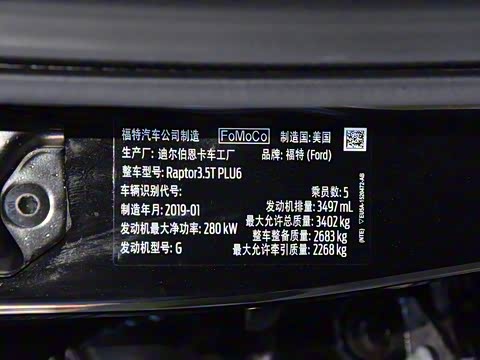 福特汽车公司制造 FoMoCo 制造国: 美国
生产厂: 迪尔伯恩卡车工厂 品牌: 福特 (Ford)
整车型号: Raptor3.5T PLU6
车辆识别代号: 乘员数: 5
制造年月: 2019-01 发动机排量: 3497 mL
最大允许总质量: 3402 kg
发动机最大净功率: 280 kW 整车整备质量: 2683 kg
发动机型号: G 最大允许牵引质量: 2268 kg